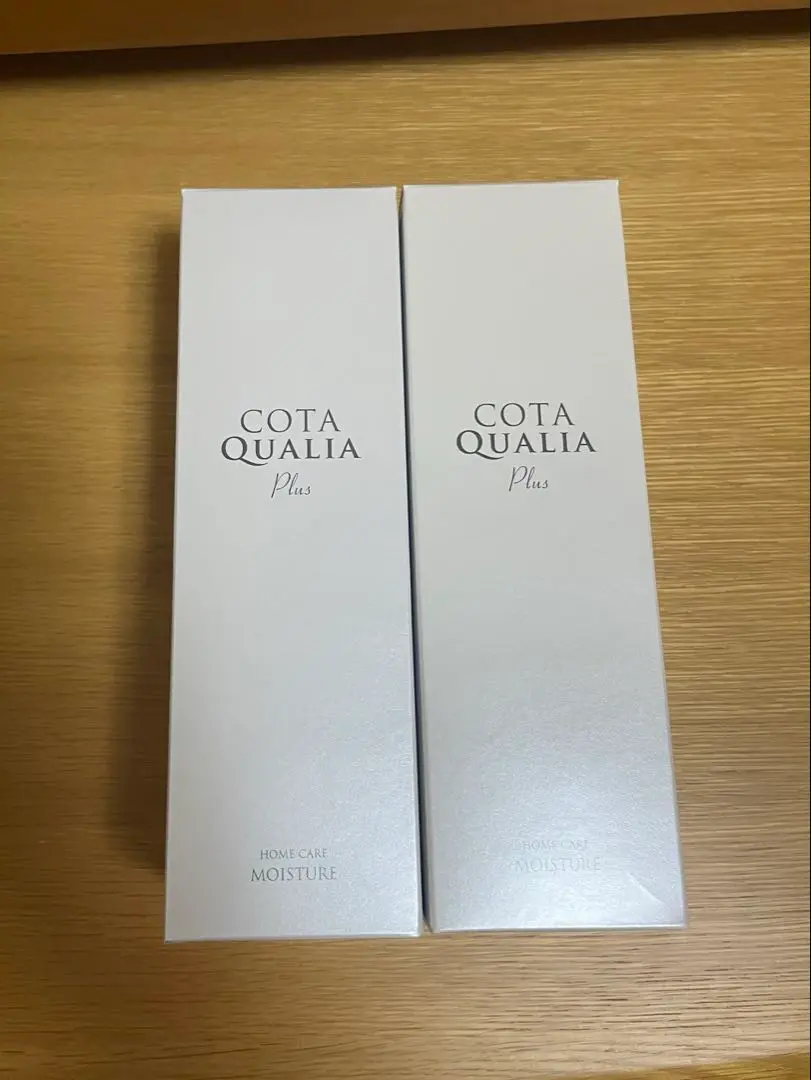 COTA
QUALIA
Plus
HOME CARE
MOISTURE
COTA
QUALIA
Plus
HOME CARE
MOISTURE